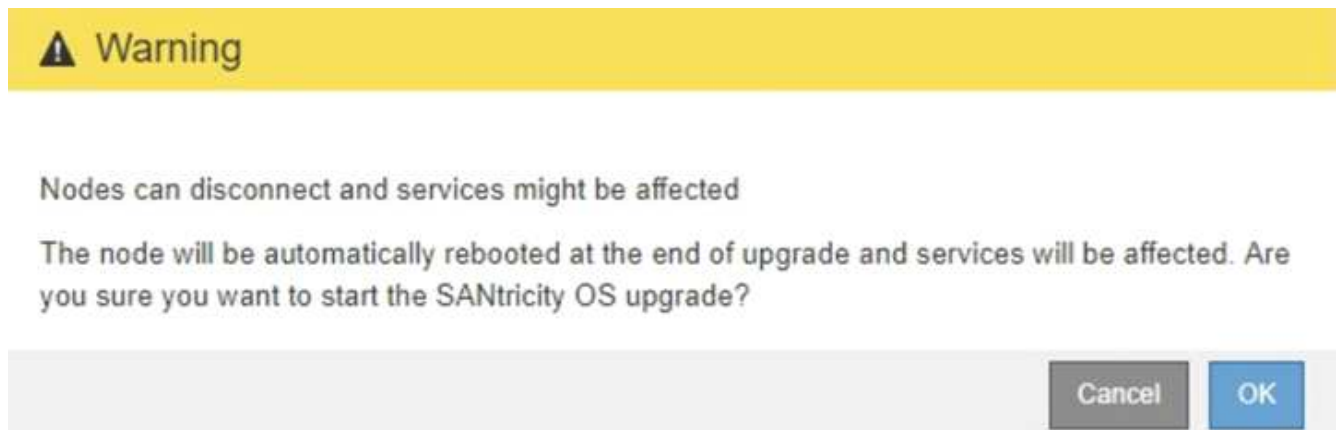 Warning
Nodes can disconnect and services might be affected
The node will be automatically rebooted at the end of upgrade and services will be affected. Are
you sure you want to start the SANtricity OS upgrade?
Cancel OK